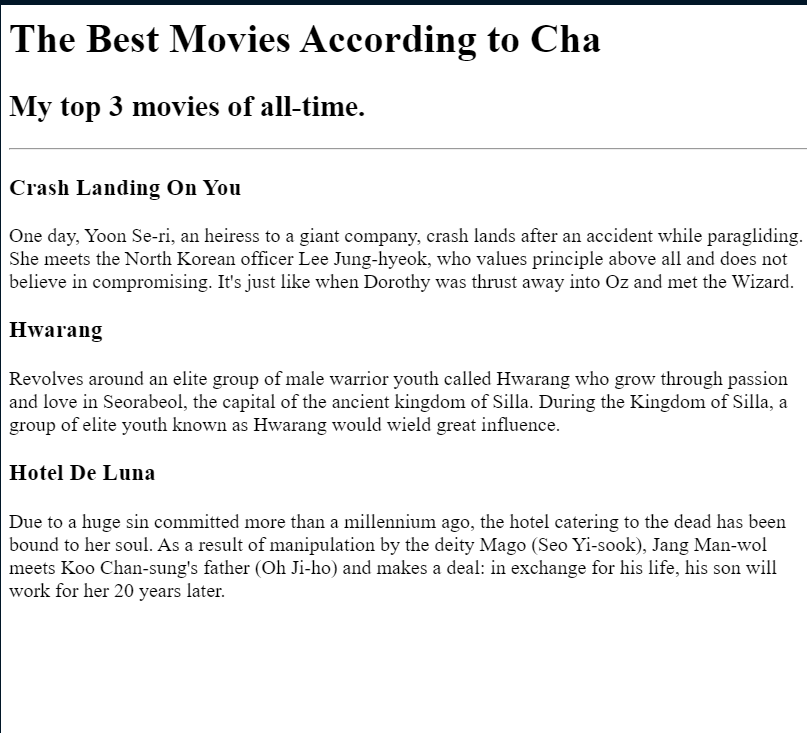 The Best Movies According to Cha
My top 3 movies of all-time.
Crash Landing On You
One day, Yoon Se-ri, an heiress to a giant company, crash lands after an accident while paragliding.
She meets the North Korean officer Lee Jung-hyeok, who values principle above all and does not
believe in compromising. It's just like when Dorothy was thrust away into Oz and met the Wizard.
Hwarang
Revolves around an elite group of male warrior youth called Hwarang who grow through passion
and love in Seorabeol, the capital of the ancient kingdom of Silla. During the Kingdom of Silla, a
group of elite youth known as Hwarang would wield great influence.
Hotel De Luna
Due to a huge sin committed more than a millennium ago, the hotel catering to the dead has been
bound to her soul. As a result of manipulation by the deity Mago (Seo Yi-sook), Jang Man-wol
meets Koo Chan-sung's father (Oh Ji-ho) and makes a deal: in exchange for his life, his son will
work for her 20 years later.